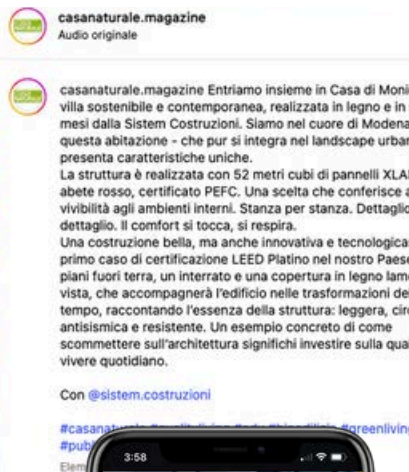 casanaturale.magazine
Audio originale
casanaturale.magazine Entriamo insieme in Casa di Moni
villa sostenibile e contemporanea, realizzata in legno e in
mesi dalla Sistem Costruzioni. Siamo nel cuore di Modena
questa abitazione - che pur si integra nel landscape urban
presenta caratteristiche uniche.
La struttura è realizzata con 52 metri cubi di pannelli XLA
abete rosso, certificato PEFC. Una scelta che conferisce a
vivibilità agli ambienti interni. Stanza per stanza. Dettaglio
dettaglio. Il comfort si tocca, si respira.
Una costruzione bella, ma anche innovativa e tecnologica
primo caso di certificazione LEED Platino nel nostro Paese
piani fuori terra, un interrato e una copertura in legno lame
vista, che accompagnerà l'edificio nelle trasformazioni del
tempo, raccontando l'essenza della struttura: leggera, circ
antisismica e resistente. Un esempio concreto di come
scommettere sull'architettura significhi investire sulla qual
vivere quotidiano.
Con @sistem.costruzioni
#greenliving
#pub
Elem
3:58